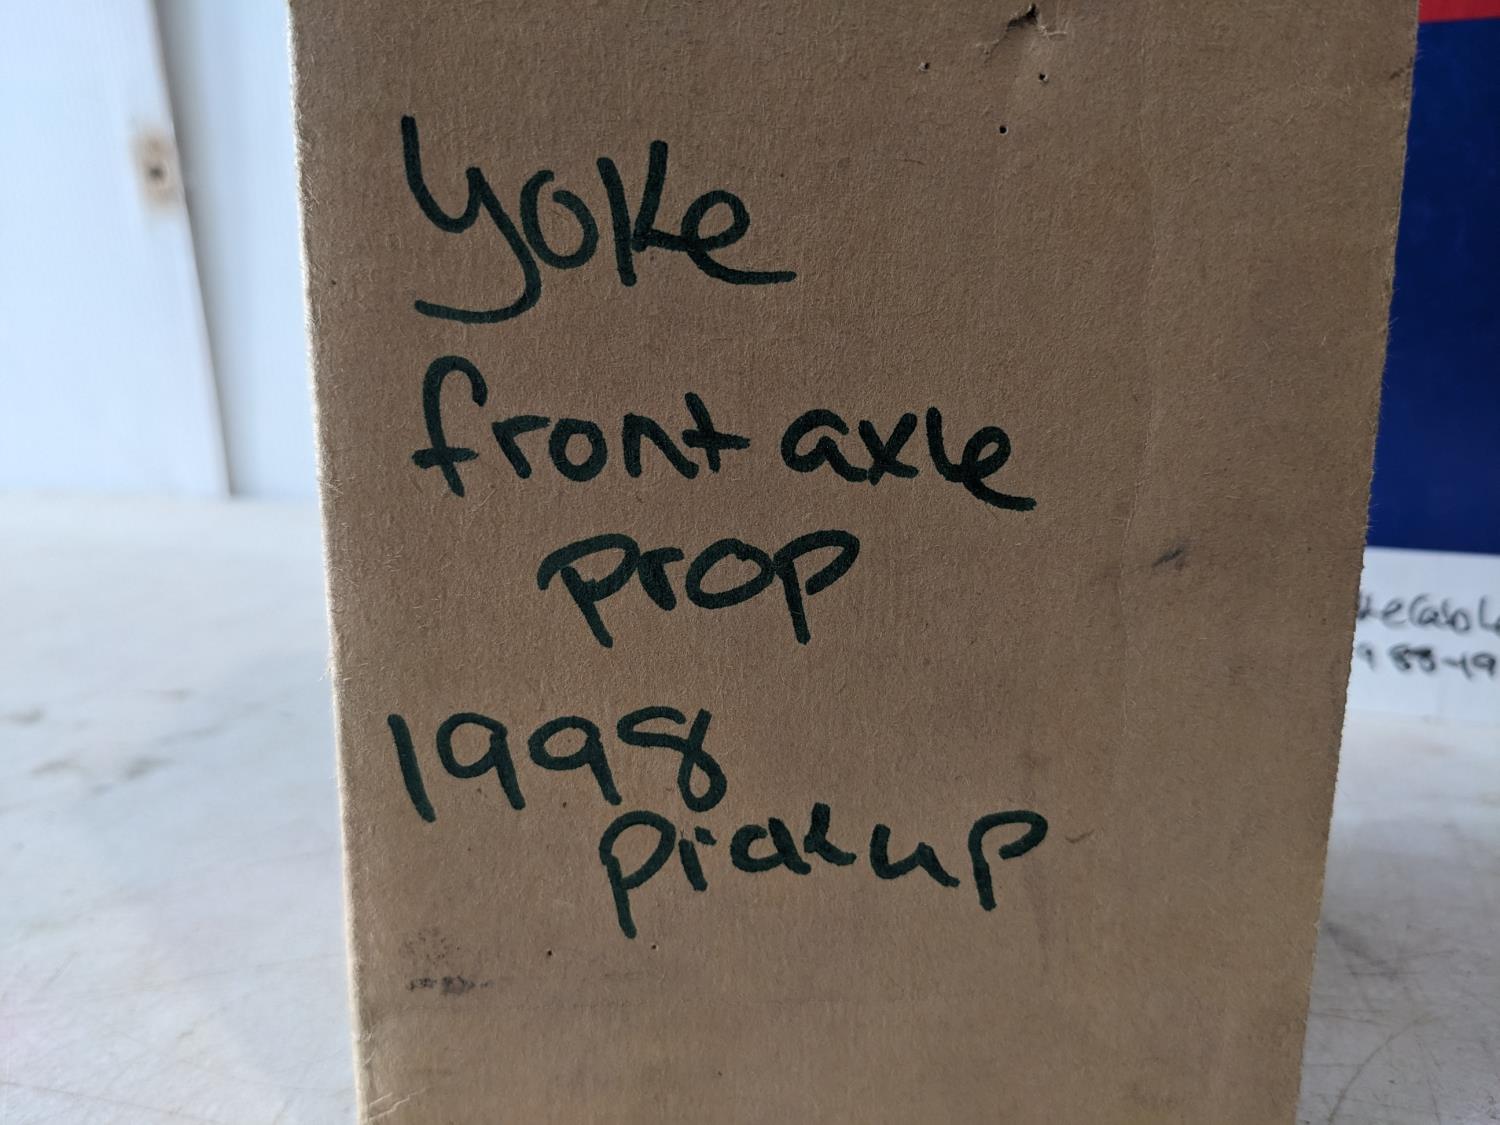 Yoke
front axle
prop
1998
pickup